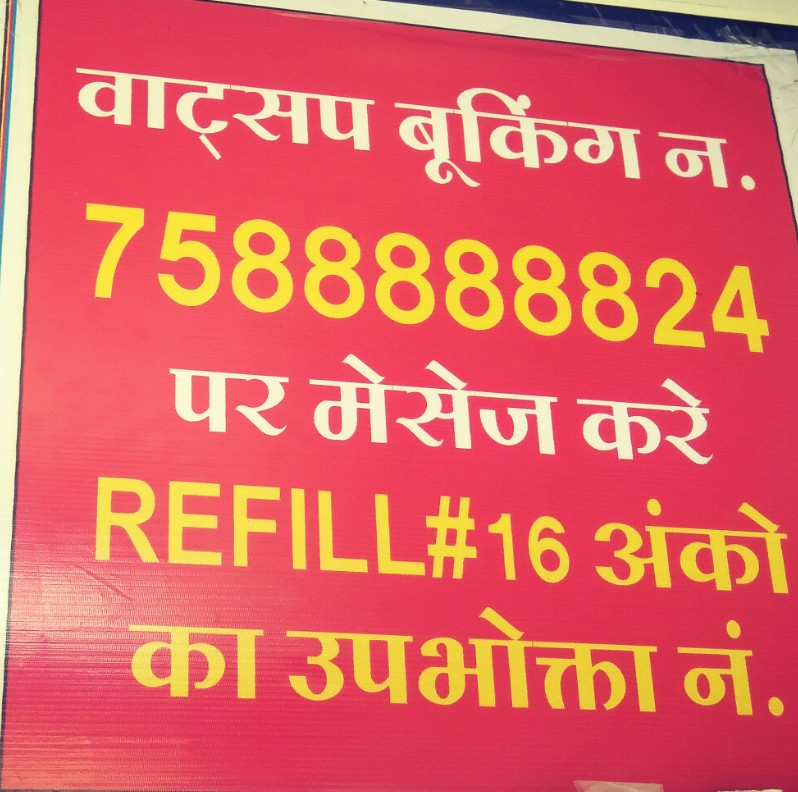 वाट्सप बूकिंग न.
7588888824
पर मेसेज करे
REFILL#16 अंको
का उपभोक्ता नं.